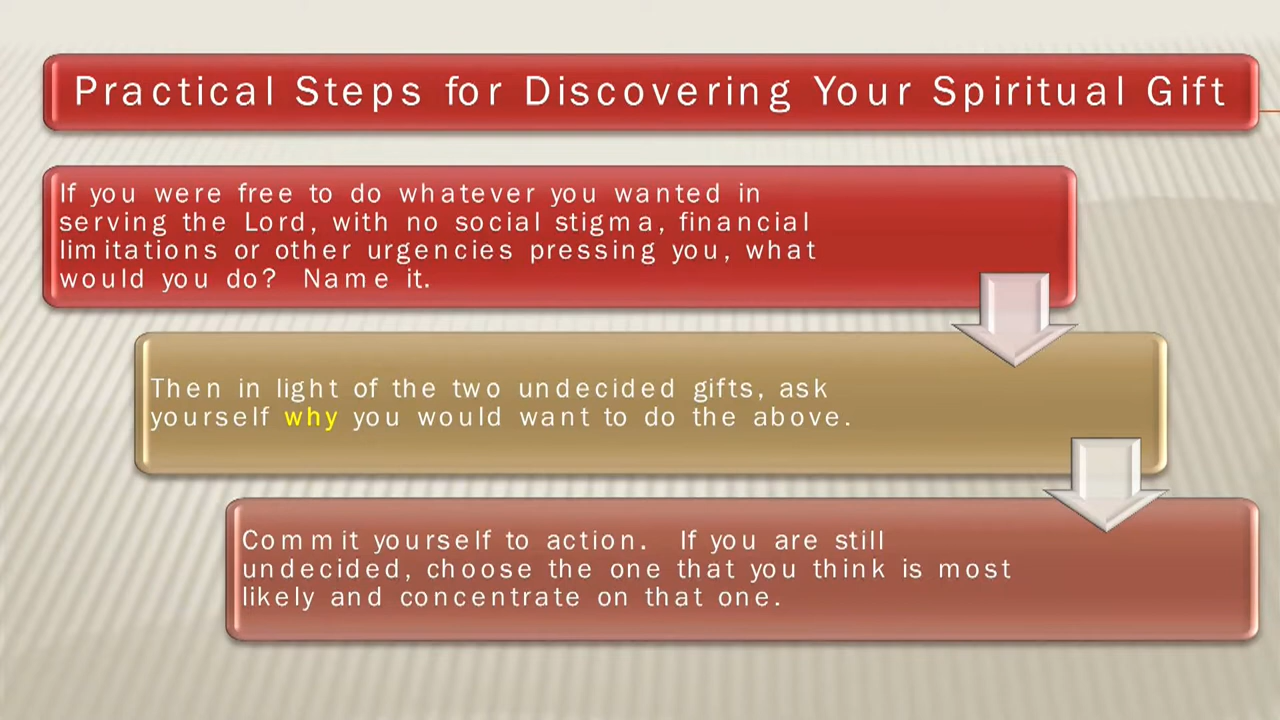 Practical Steps for Discovering Your Spiritual Gift
If you were free to do whatever you wanted in
serving the Lord, with no social stigma, financial
limitations or other urgencies pressing you, what
would you do?  Name it.
Then in light of the two undecided gifts, ask
yourself why you would want to do the above.
Commit yourself to action.  If you are still
undecided, choose the one that you think is most
likely and concentrate on that one.